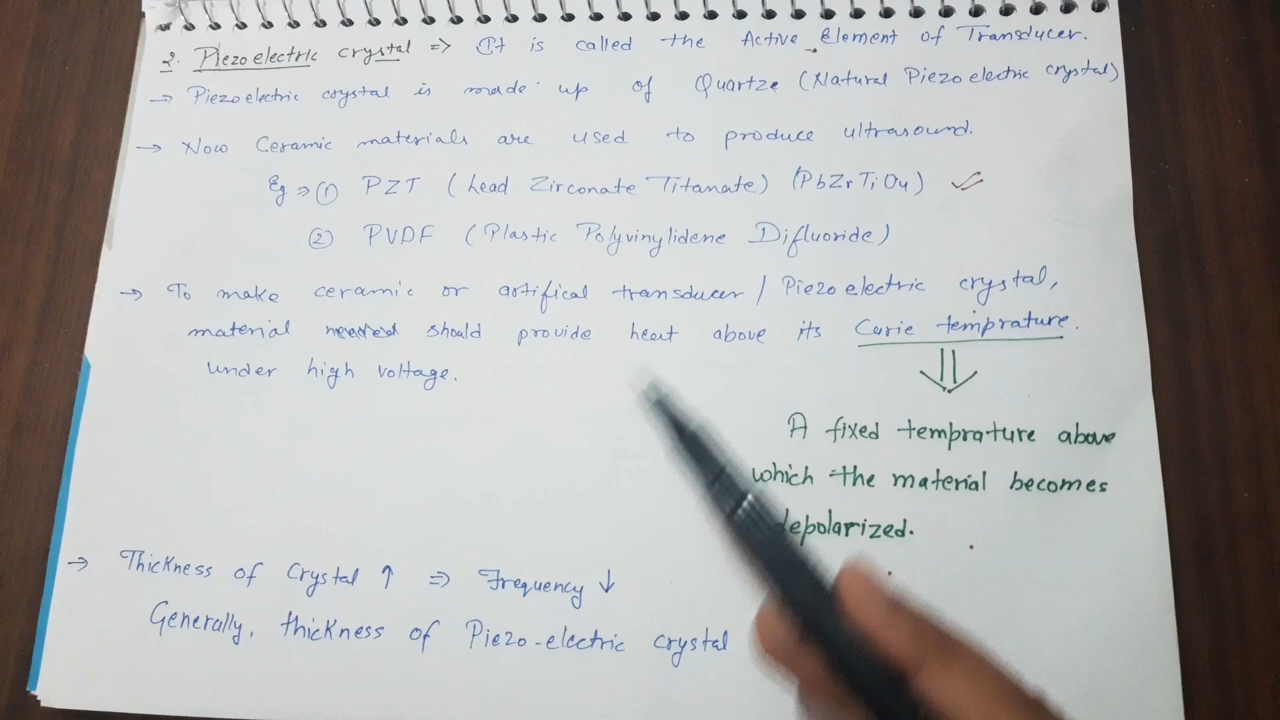 2. Piezoelectric crystal => It is called the Active Element of Transducer.
→ Piezoelectric crystal is made up of Quartze (Natural Piezoelectric crystal)
→ Now Ceramic materials are used to produce ultrasound.
Eg => ① PZT (Lead Zirconate Titanate) (PbZrTiO4) ✓
② PVDF (Plastic Polyvinylidene Difluoride)
→ To make ceramic or artifical transducer / Piezoelectric crystal,
material should provide heat above its Curie temprature.
under high voltage.
⇓
A fixed temprature above
which the material becomes
depolarized.
→ Thickness of Crystal ↑ => Frequency ↓
Generally, thickness of Piezo-electric crystal